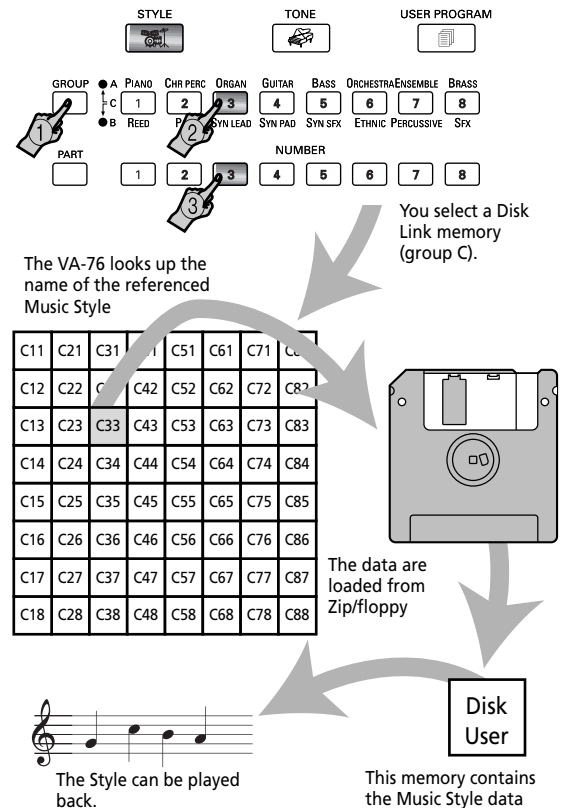 STYLE TONE USER PROGRAM
GROUP A PIANO CHR PERC ORGAN GUITAR BASS ORCHESTRA ENSEMBLE BRASS
C 1 2 3 4 5 6 7 8
B REED SYN LEAD SYN PAD SYN SFX ETHNIC PERCUSSIVE SFX
1 2
PART NUMBER
1 2 3 4 5 6 7 8
3
You select a Disk
Link memory
(group C).
The VA-76 looks up the
name of the referenced
Music Style
C11 C21 C31 C51 C61 C71
C12 C22 C42 C52 C62 C72 C82
C13 C23 C33 C43 C53 C63 C73 C83
C14 C24 C34 C44 C54 C64 C74 C84
C15 C25 C35 C45 C55 C65 C75 C85
C16 C26 C36 C46 C56 C66 C76 C86
C17 C27 C37 C47 C57 C67 C77 C87
C18 C28 C38 C48 C58 C68 C78 C88
The data are
loaded from
Zip/floppy
Disk
User
The Style can be played
back.
This memory contains
the Music Style data